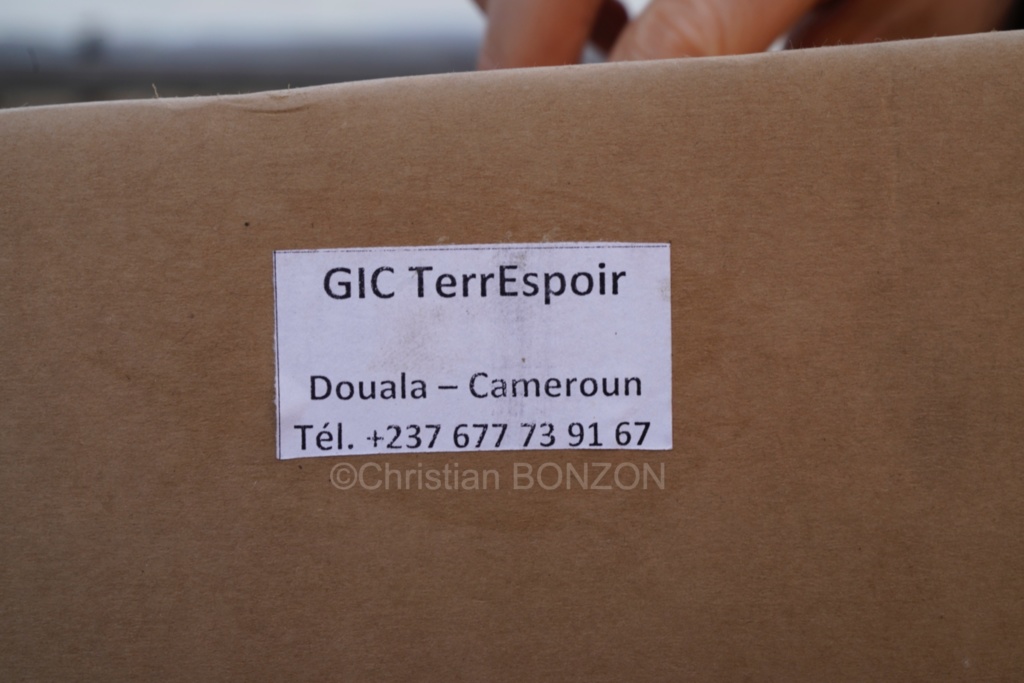 GIC TerrEspoir
Douala – Cameroun
Tél. +237 677 73 91 67
©Christian BONZON